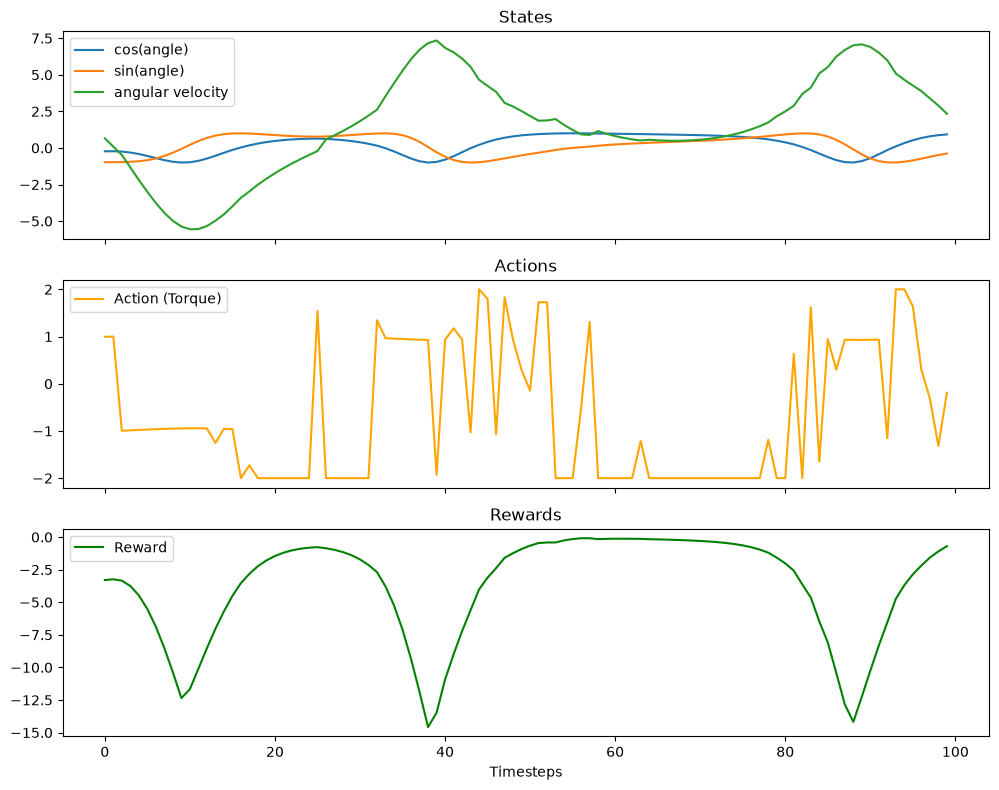 States
7.5
5.0
2.5
0.0
−2.5
−5.0
cos(angle)
sin(angle)
angular velocity
Actions
2
1
0
−1
−2
Action (Torque)
Rewards
0.0
−2.5
−5.0
−7.5
−10.0
−12.5
−15.0
Reward
0 20 40 60 80 100
Timesteps